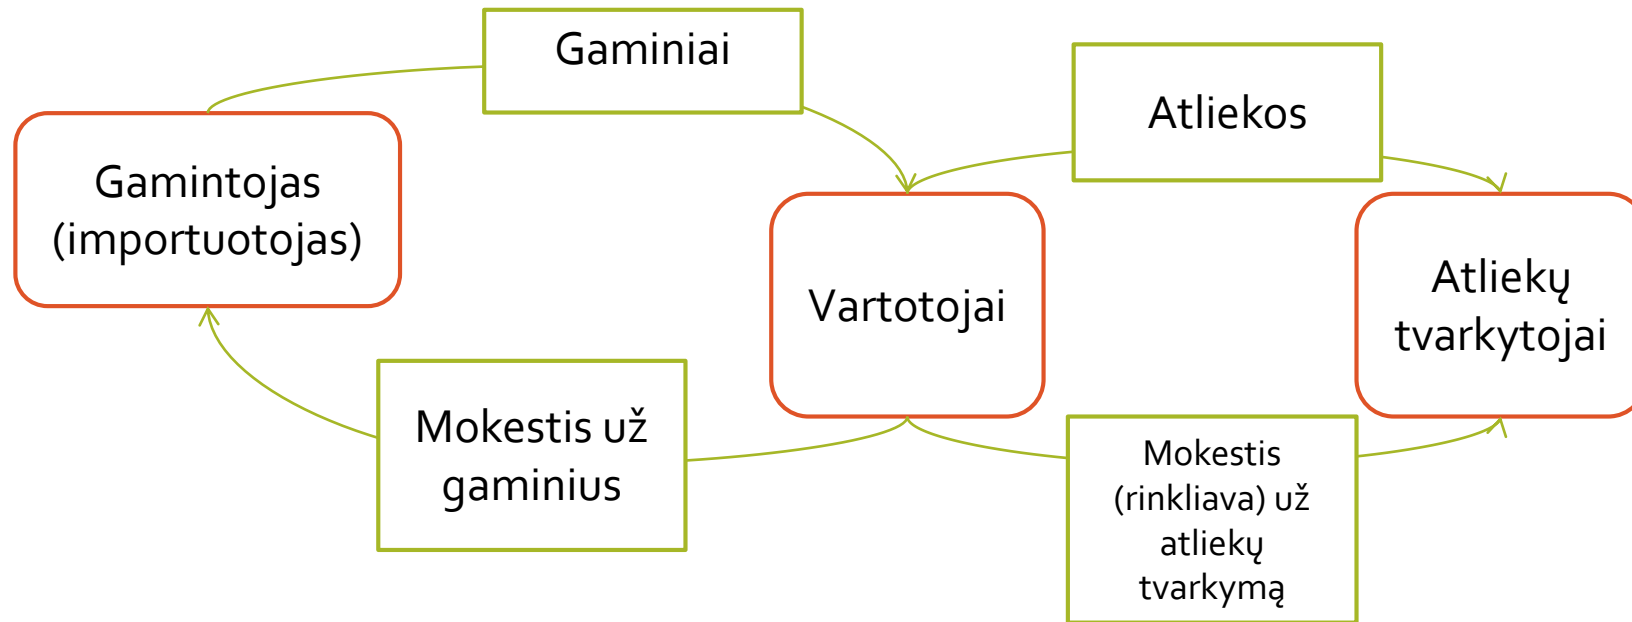 Gaminiai
Atliekos
Gamintojas
(importuotojas)
Vartotojai
Atliekų
tvarkytojai
Mokestis už
gaminius
Mokestis
(rinkliava) už
atliekų
tvarkymą